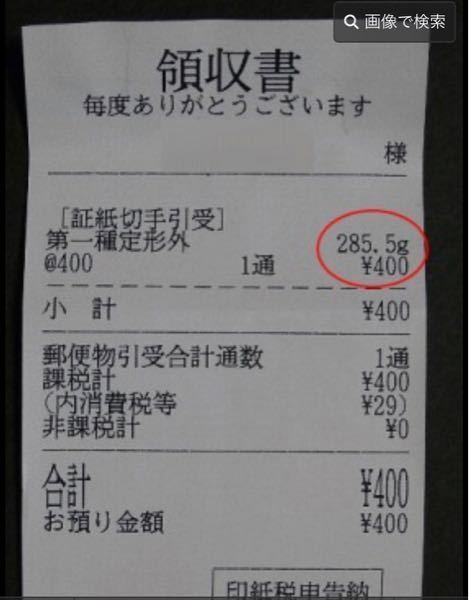 画像で検索
領収書
毎度ありがとうございます
様
[証紙切手引受]
第一種定形外 285.5g
@400 1通 ¥400
小 計 ¥400
郵便物引受合計通数 1通
課税計 ¥400
(内消費税等 ¥29)
非課税計 ¥0
合計 ¥400
お預り金額 ¥400
印紙税申告納